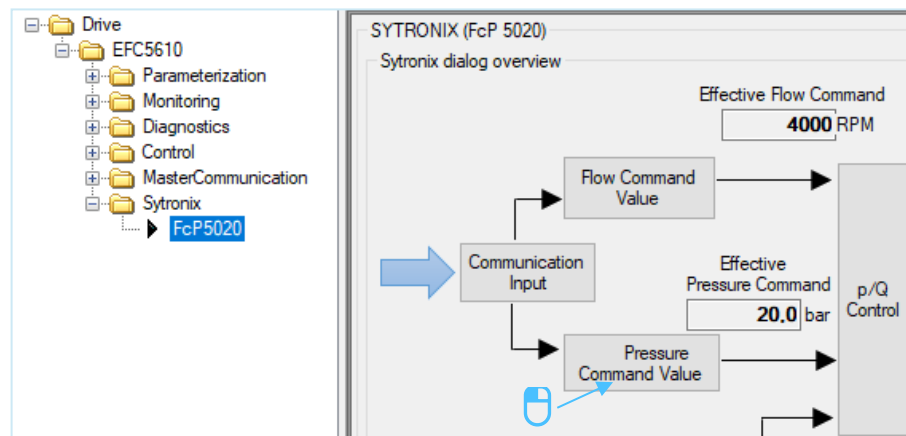 Drive
EFC5610
Parameterization
Monitoring
Diagnostics
Control
MasterCommunication
Sytronix
FcP5020
SYTRONIX (FcP 5020)
Sytronix dialog overview
Effective Flow Command
4000 RPM
Flow Command
Value
Communication
Input
Effective
Pressure Command
20,0 bar
p/Q
Control
Pressure
Command Value